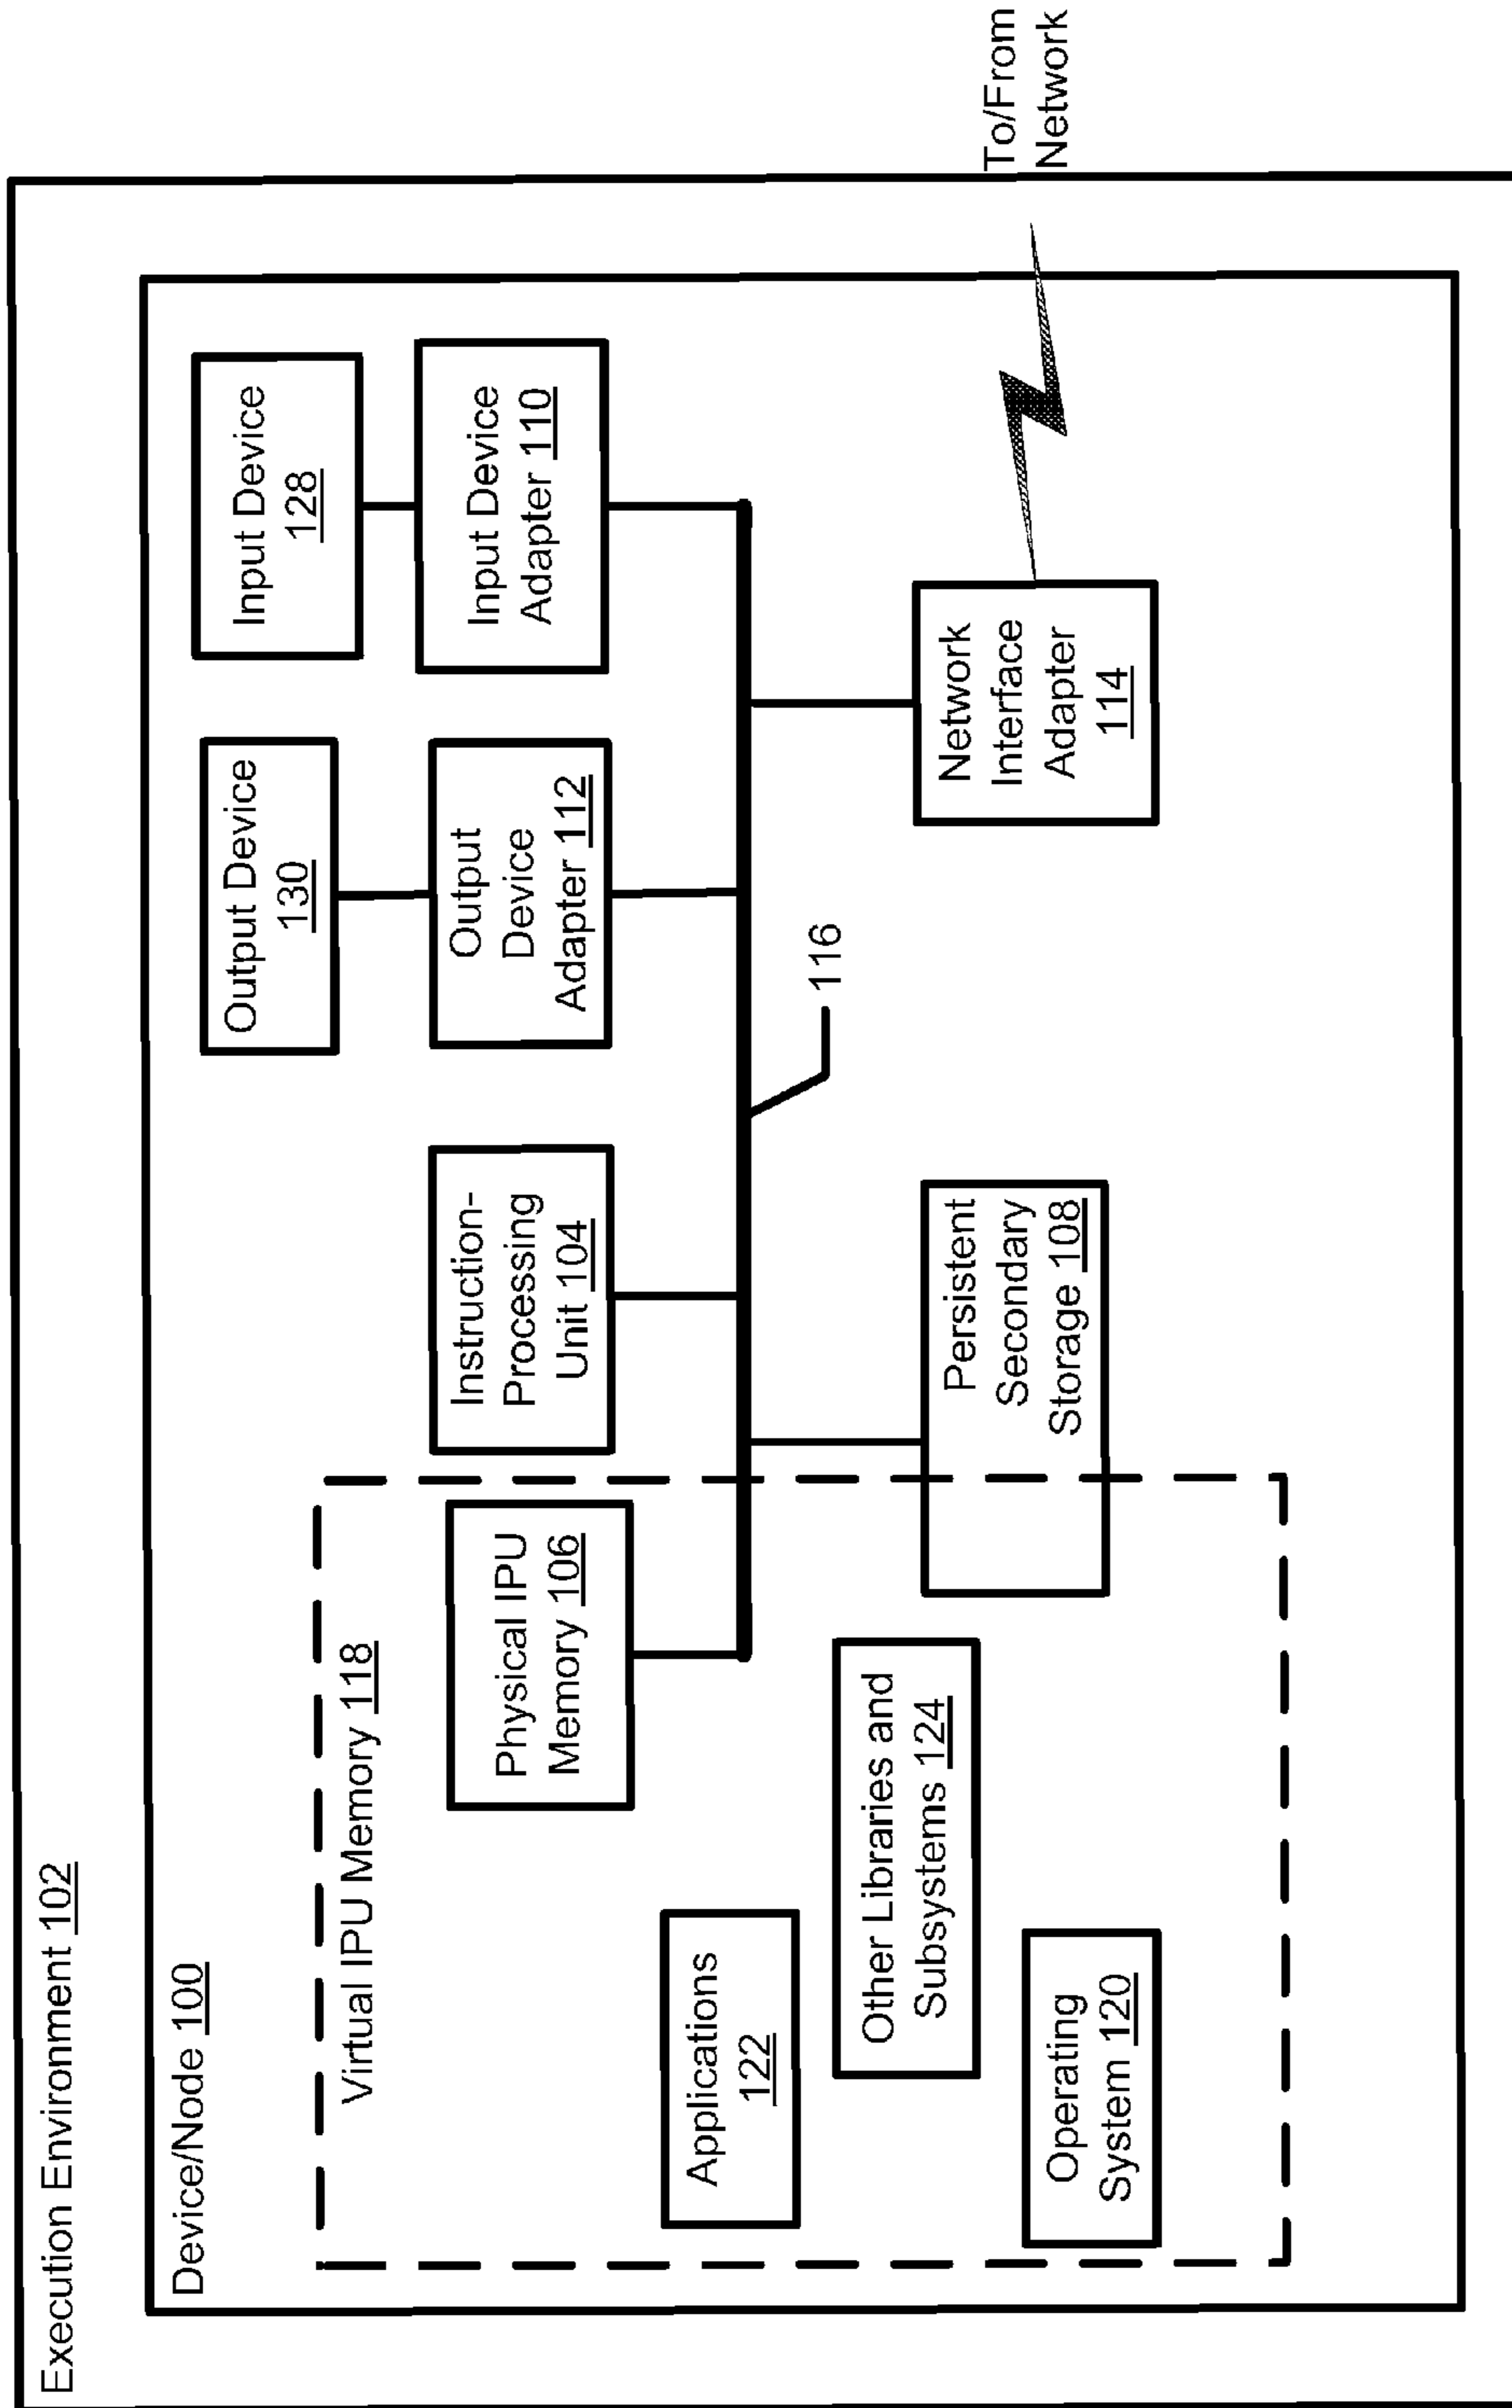 Execution Environment 102
Device/Node 100
Virtual IPU Memory 118
Physical IPU
Memory 106
Instruction-
Processing
Unit 104
Output Device
130
Output
Device
Adapter 112
Input Device
128
Input Device
Adapter 110
Applications
122
Other Libraries and
Subsystems 124
Operating
System 120
Persistent
Secondary
Storage 108
116
Network
Interface
Adapter
114
To/From
Network